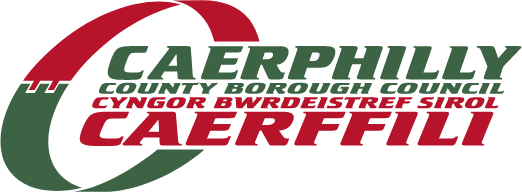 CAERPHILLY
COUNTY BOROUGH COUNCIL
CYNGOR BWRDEISTREF SIROL
CAERFFILI